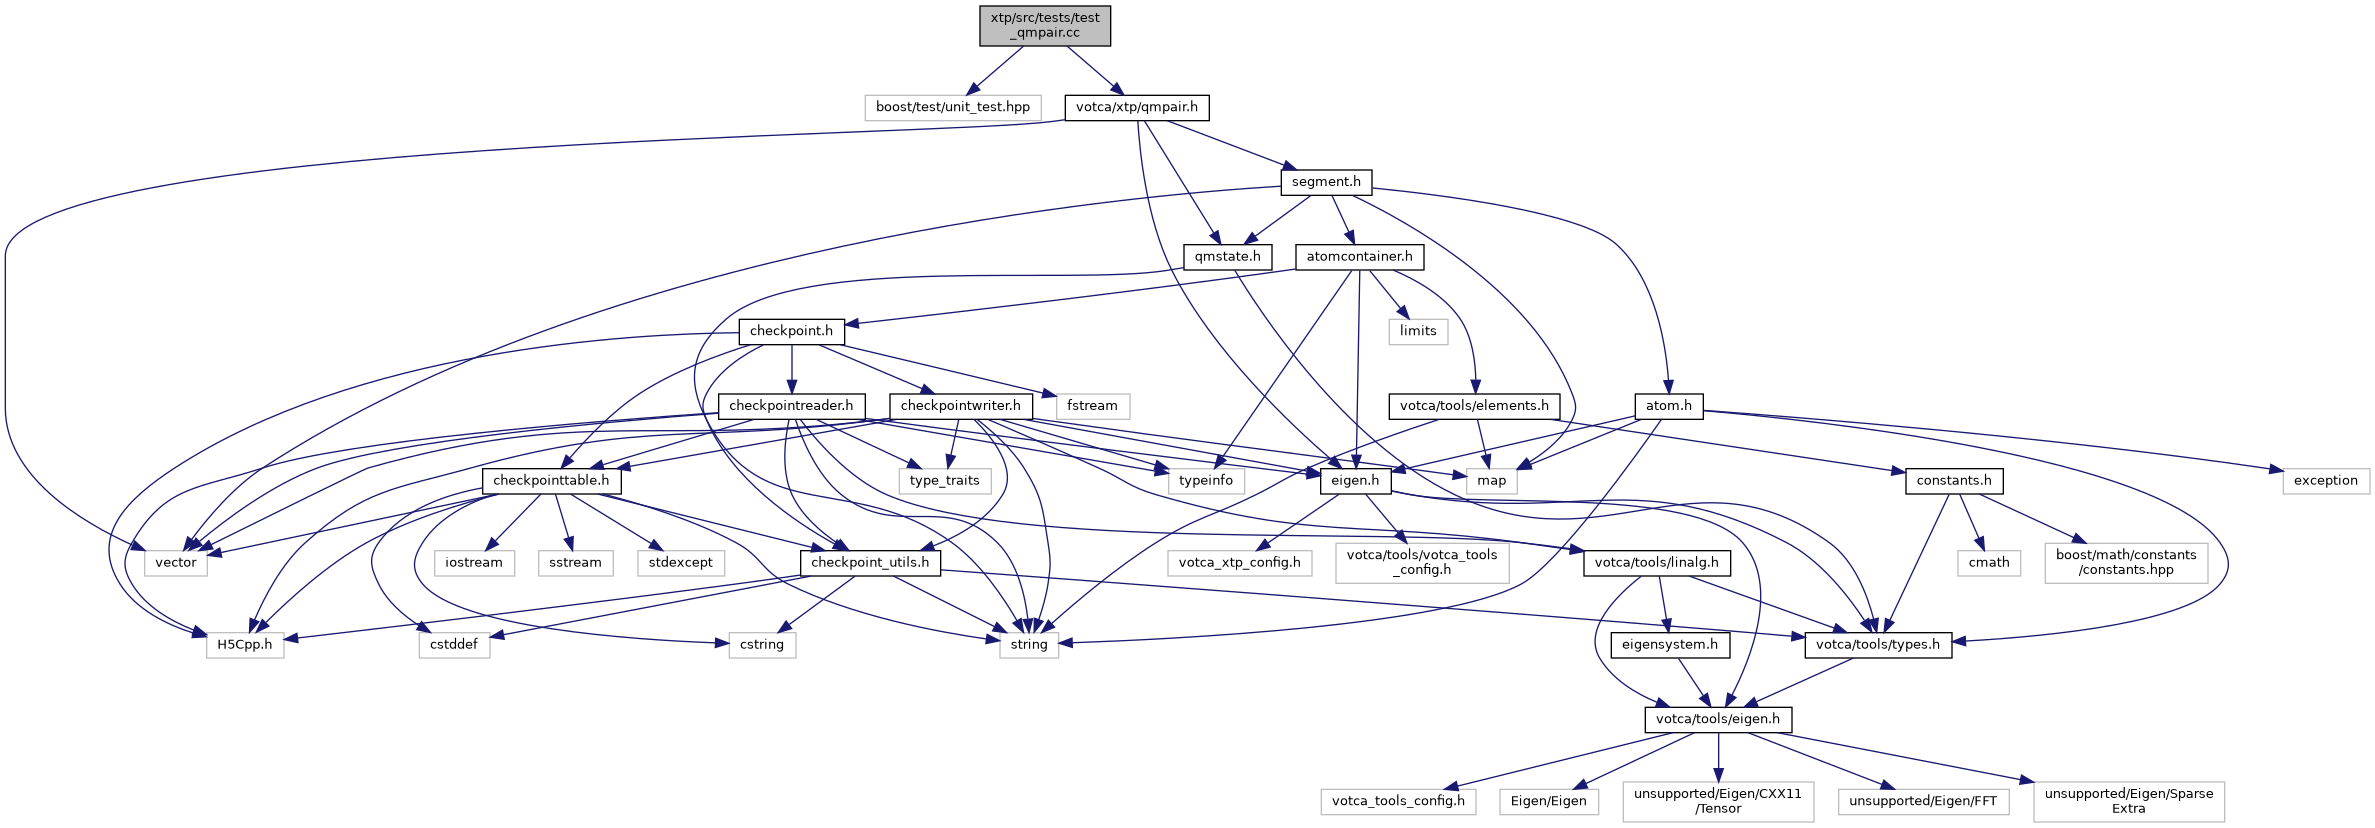 xtp/src/tests/test
_qmpair.cc
boost/test/unit_test.hpp
votca/xtp/qmpair.h
segment.h
qmstate.h
atomcontainer.h
checkpoint.h
limits
checkpointreader.h
checkpointwriter.h
fstream
votca/tools/elements.h
atom.h
checkpointtable.h
type_traits
typeinfo
eigen.h
map
constants.h
exception
vector
iostream
sstream
stdexcept
checkpoint_utils.h
votca_xtp_config.h
votca/tools/votca_tools
_config.h
votca/tools/linalg.h
cmath
boost/math/constants
/constants.hpp
H5Cpp.h
cstddef
cstring
string
eigensystem.h
votca/tools/types.h
votca/tools/eigen.h
votca_tools_config.h
Eigen/Eigen
unsupported/Eigen/CXX11
/Tensor
unsupported/Eigen/FFT
unsupported/Eigen/Sparse
Extra